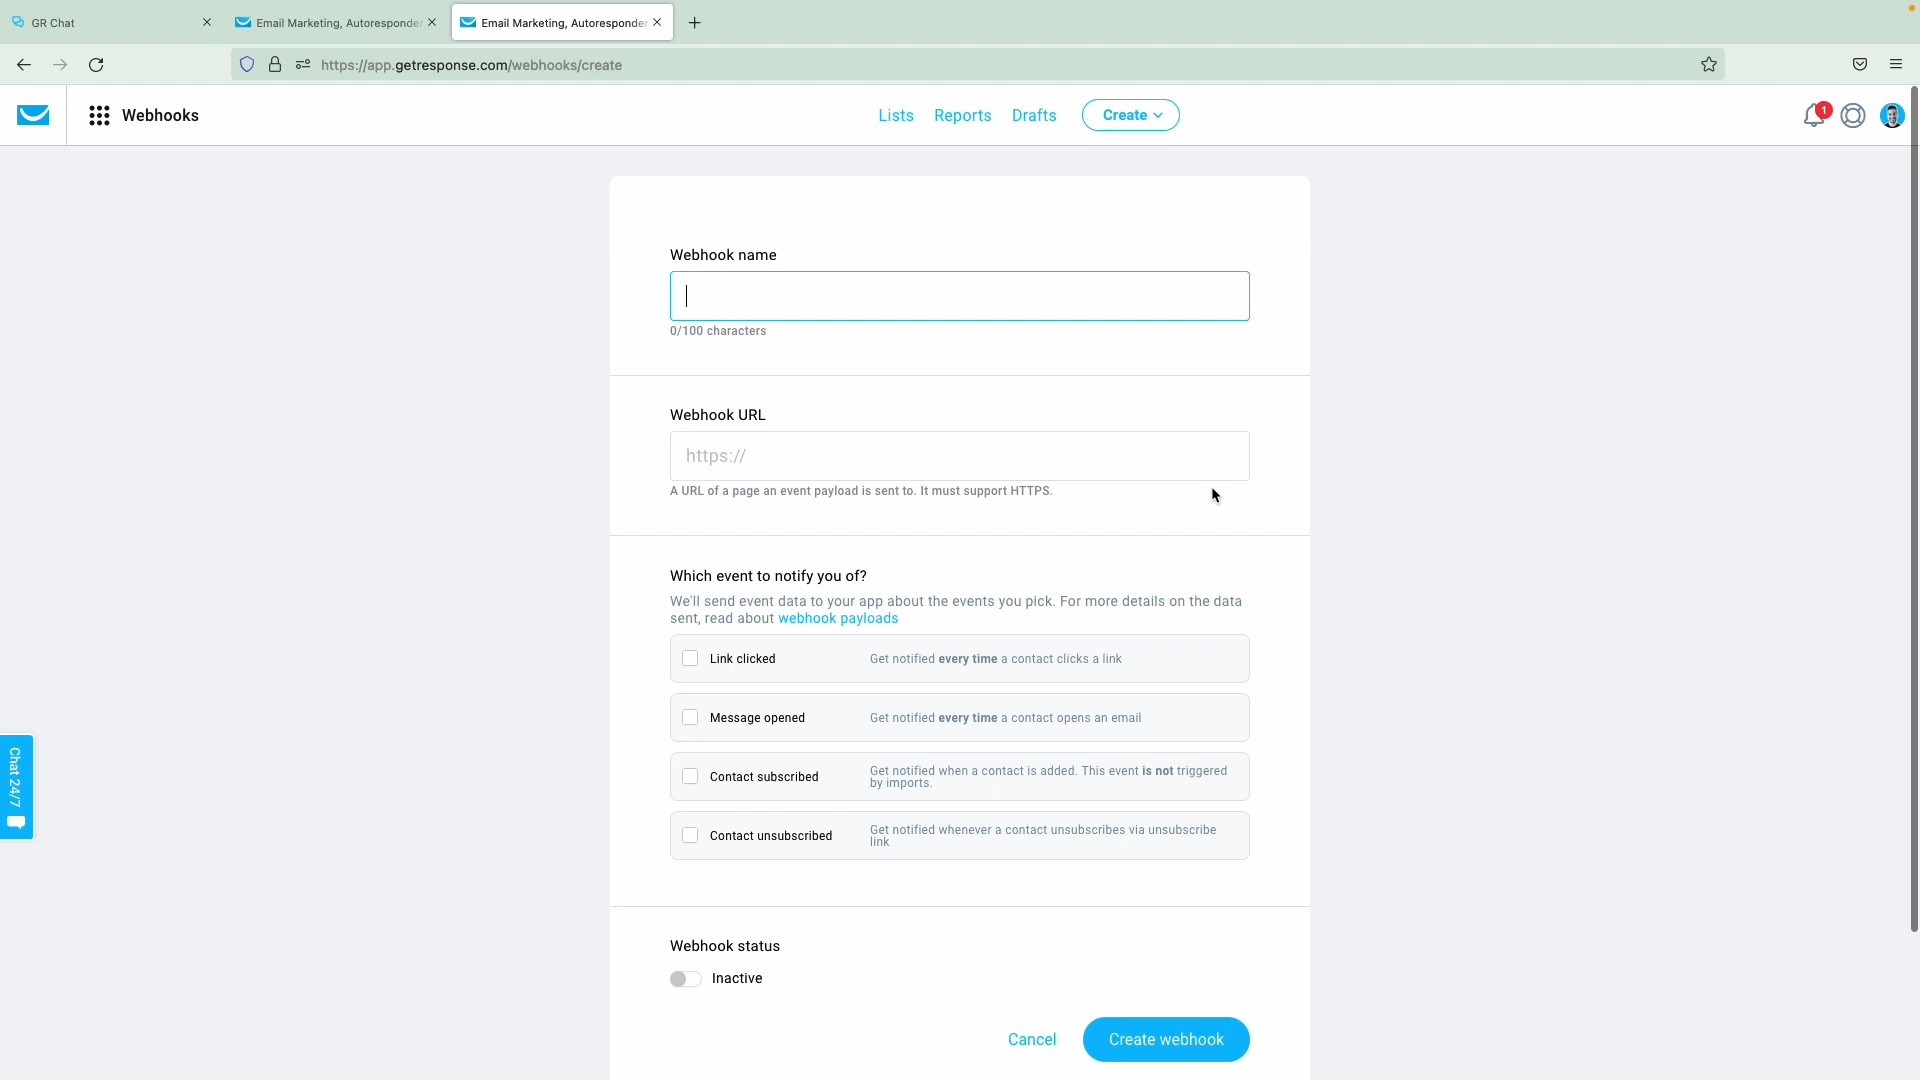 GR Chat
Email Marketing, Autoresponder
Email Marketing, Autoresponder
https://app.getresponse.com/webhooks/create
Webhooks
Lists
Reports
Drafts
Create
1
Webhook name
0/100 characters
Webhook URL
https://
A URL of a page an event payload is sent to. It must support HTTPS.
Which event to notify you of?
We'll send event data to your app about the events you pick. For more details on the data
sent, read about webhook payloads
Link clicked
Get notified every time a contact clicks a link
Message opened
Get notified every time a contact opens an email
Contact subscribed
Get notified when a contact is added. This event is not triggered
by imports.
Contact unsubscribed
Get notified whenever a contact unsubscribes via unsubscribe
link
Chat 24/7
Webhook status
Inactive
Cancel
Create webhook